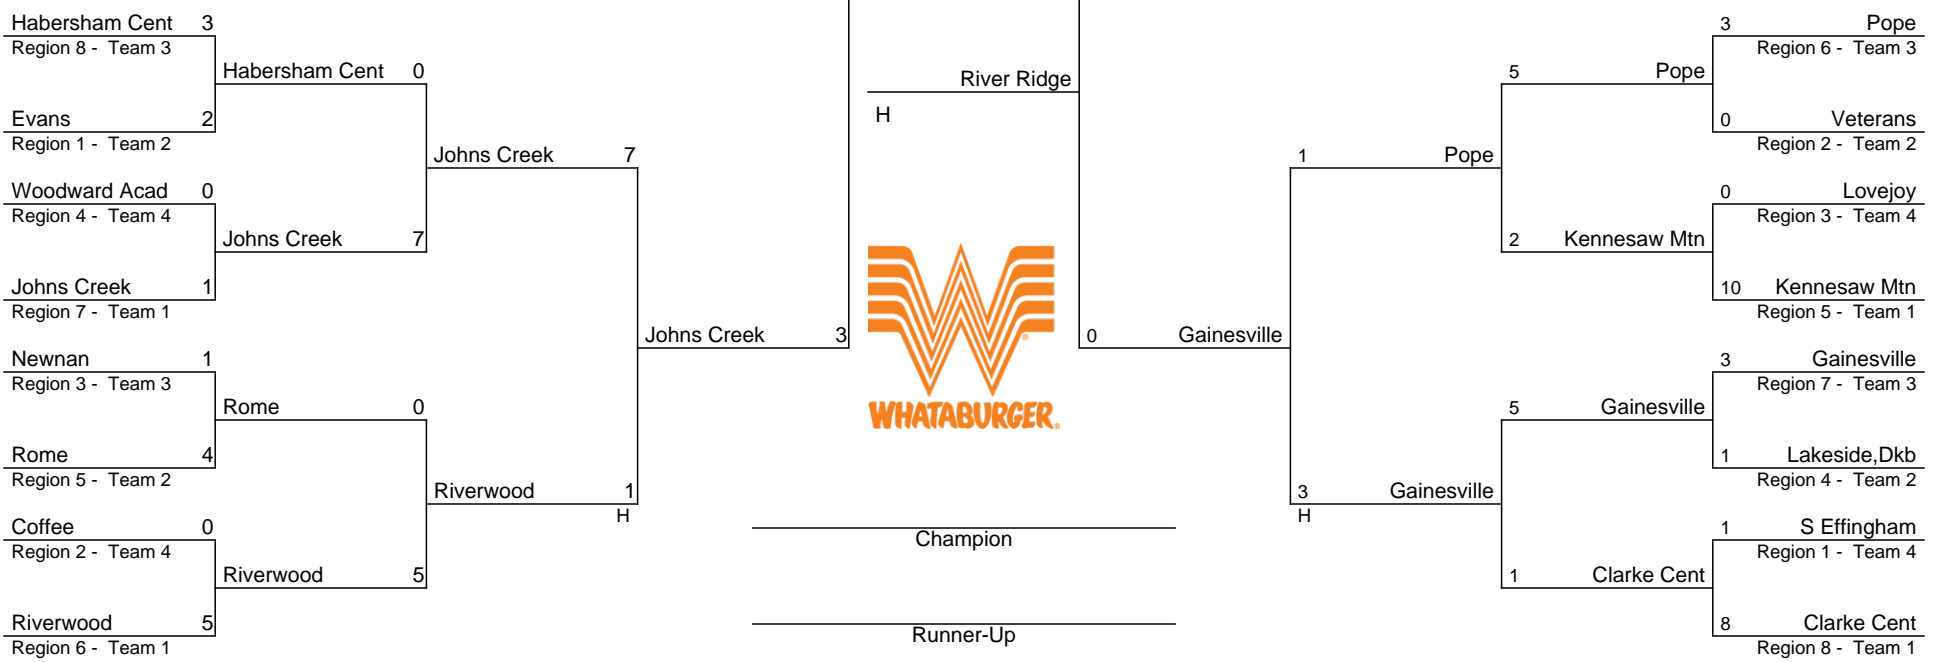 Habersham Cent 3
Region 8 - Team 3
Habersham Cent 0
Evans 2
Region 1 - Team 2
Johns Creek 7
Woodward Acad 0
Region 4 - Team 4
Johns Creek 7
Johns Creek 1
Region 7 - Team 1
Johns Creek 3
Newnan 1
Region 3 - Team 3
Rome 0
Rome 4
Region 5 - Team 2
Riverwood 1
H
Coffee 0
Region 2 - Team 4
Riverwood 5
Riverwood 5
Region 6 - Team 1
River Ridge
H
WHATABURGER
Champion
Runner-Up
3 Pope
Region 6 - Team 3
5 Pope
0 Veterans
Region 2 - Team 2
1 Pope
0 Lovejoy
Region 3 - Team 4
2 Kennesaw Mtn
10 Kennesaw Mtn
Region 5 - Team 1
0 Gainesville
3 Gainesville
Region 7 - Team 3
5 Gainesville
1 Lakeside,Dkb
Region 4 - Team 2
3 Gainesville
H
1 S Effingham
Region 1 - Team 4
1 Clarke Cent
8 Clarke Cent
Region 8 - Team 1